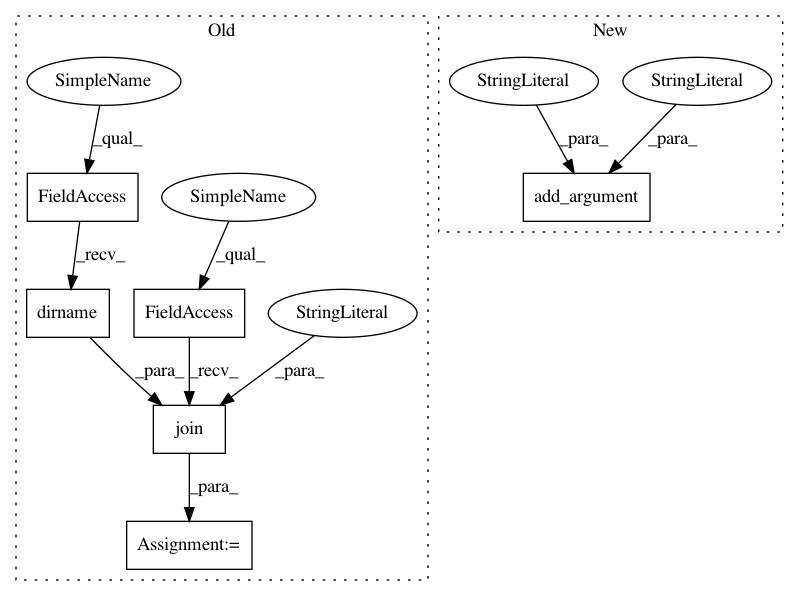 Old
New
SimpleName
StringLiteral
StringLiteral
_qual_
_para_
_para_
FieldAccess
SimpleName
add_argument
_recv_
_qual_
dirname
FieldAccess
StringLiteral
_para_
_recv_
_para_
join
_para_
Assignment:=